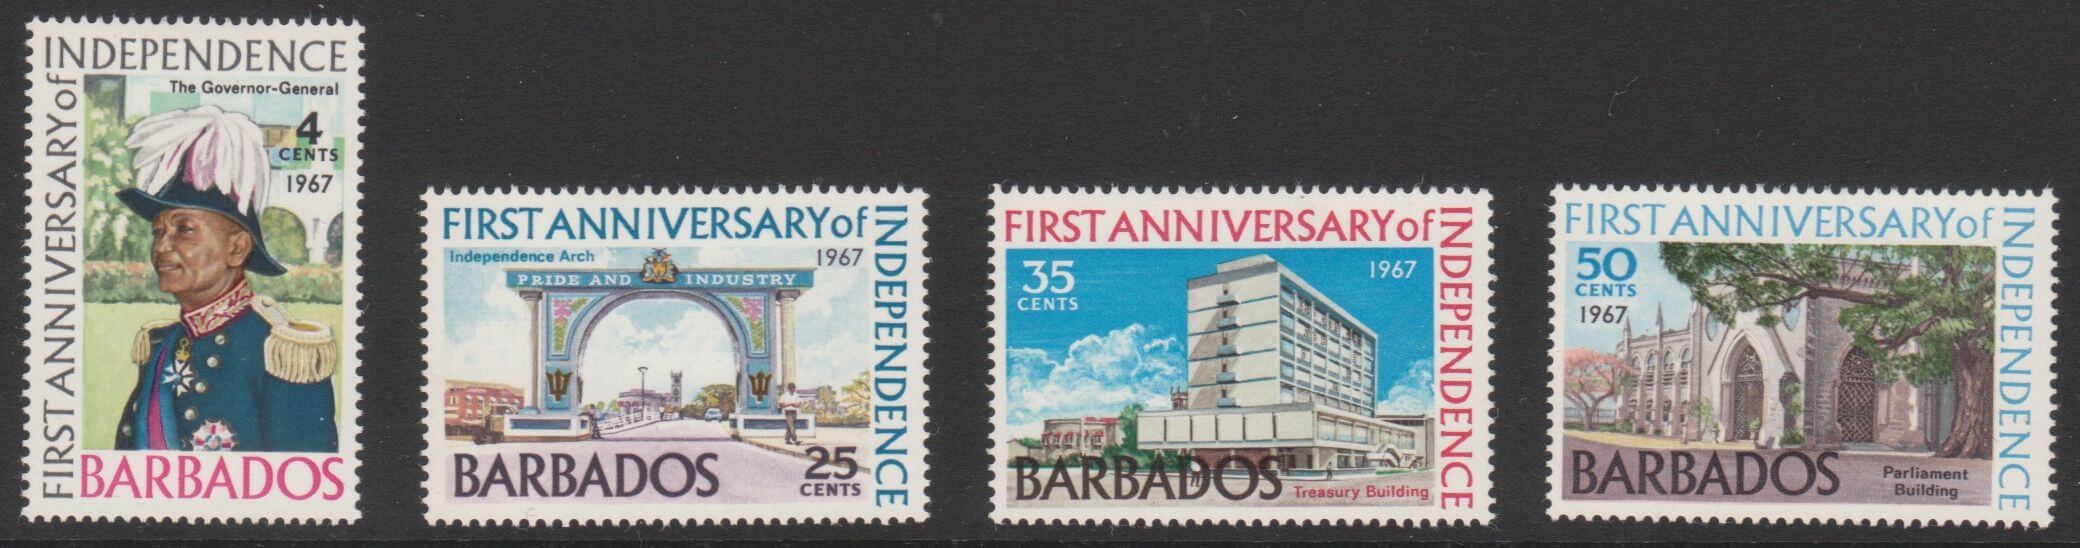 FIRST ANNIVERSARY of
INDEPENDENCE
The Governor-General
4
CENTS
1967
BARBADOS
FIRST ANNIVERSARY of
INDEPENDENCE
Independence Arch
1967
PRIDE AND INDUSTRY
BARBADOS
25
CENTS
FIRST ANNIVERSARY of
INDEPENDENCE
35
CENTS
1967
BARBADOS
Treasury Building
FIRST ANNIVERSARY of
INDEPENDENCE
50
CENTS
1967
BARBADOS
Parliament
Building